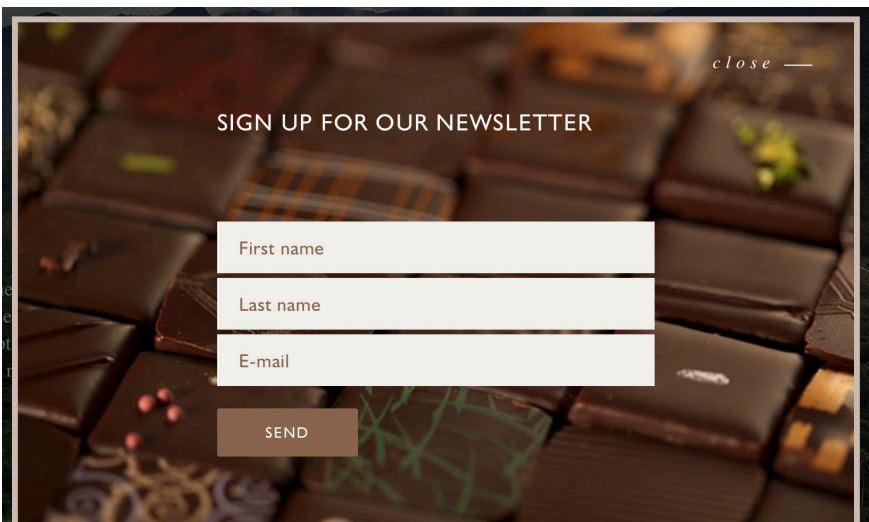 close
SIGN UP FOR OUR NEWSLETTER
First name
Last name
E-mail
SEND